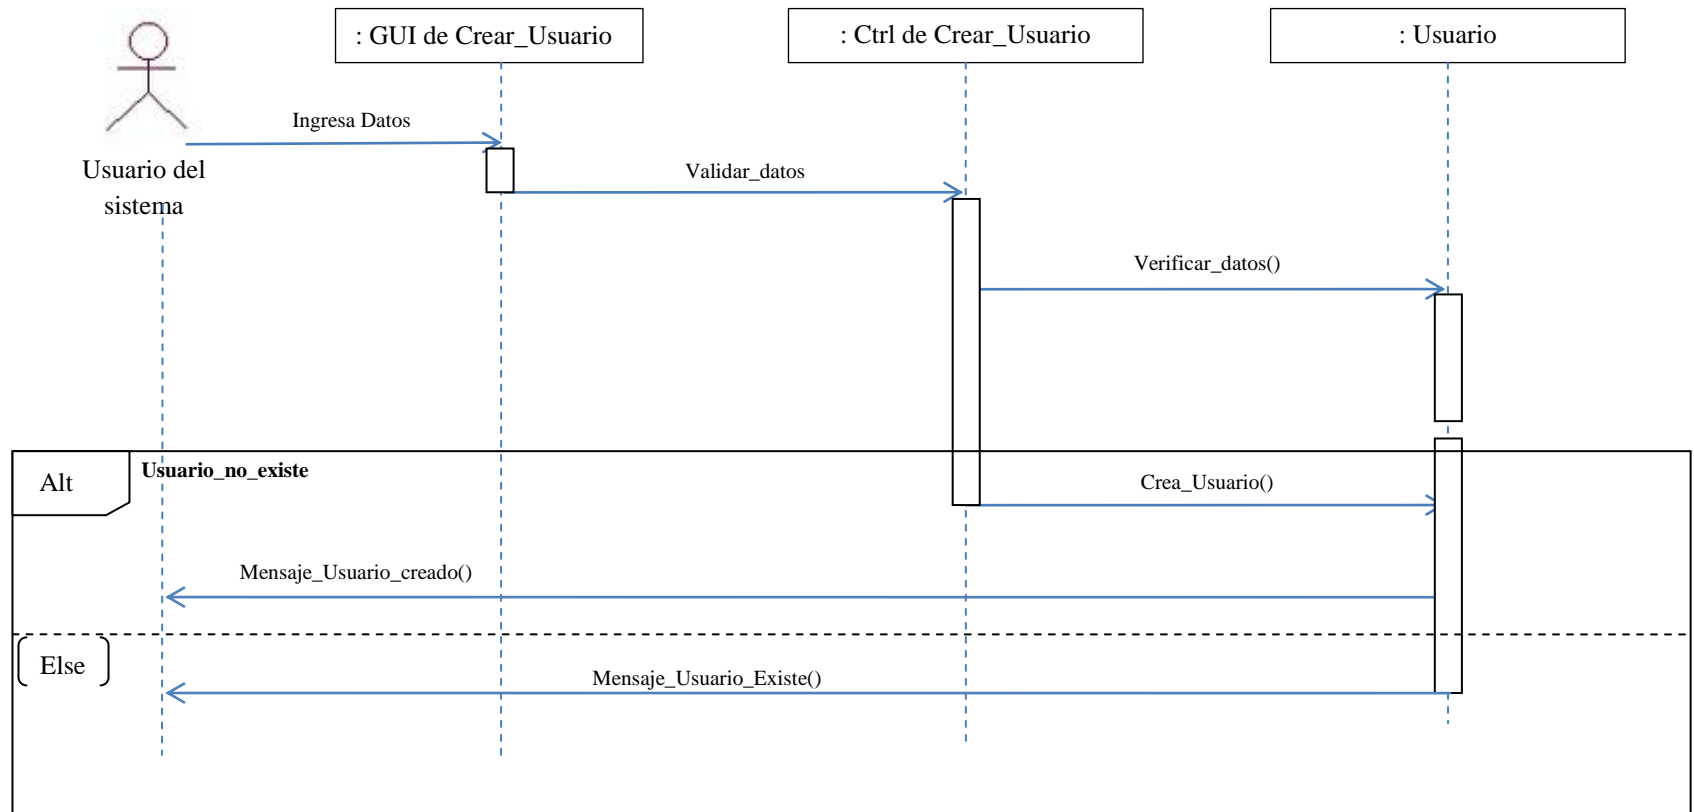 : GUI de Crear_Usuario
: Ctrl de Crear_Usuario
: Usuario
Ingresa Datos
Usuario del
sistema
Validar_datos
Verificar_datos()
Alt
Usuario_no_existe
Crea_Usuario()
Mensaje_Usuario_creado()
Else
Mensaje_Usuario_Existe()